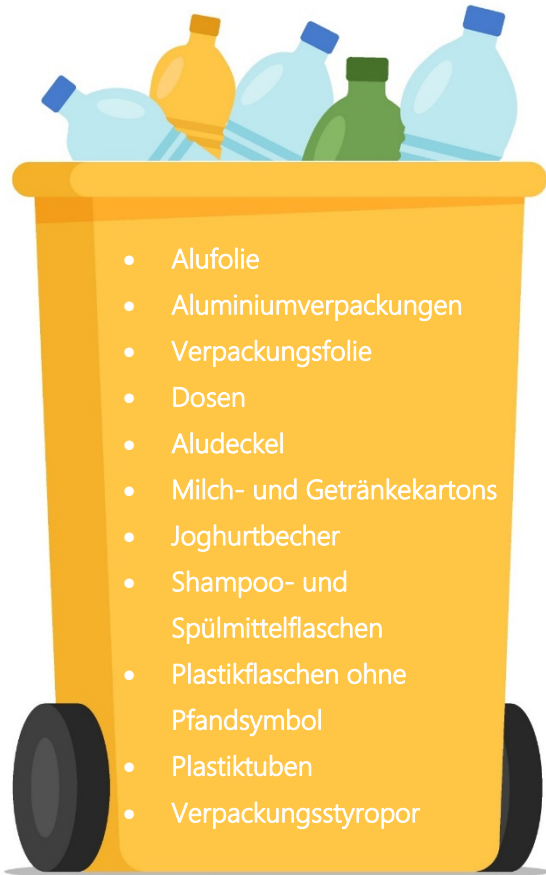 • Alufolie
• Aluminiumverpackungen
• Verpackungsfolie
• Dosen
• Aludeckel
• Milch- und Getränkekartons
• Joghurtbecher
• Shampoo- und
Spülmittelflaschen
• Plastikflaschen ohne
Pfandsymbol
• Plastiktuben
• Verpackungsstyropor